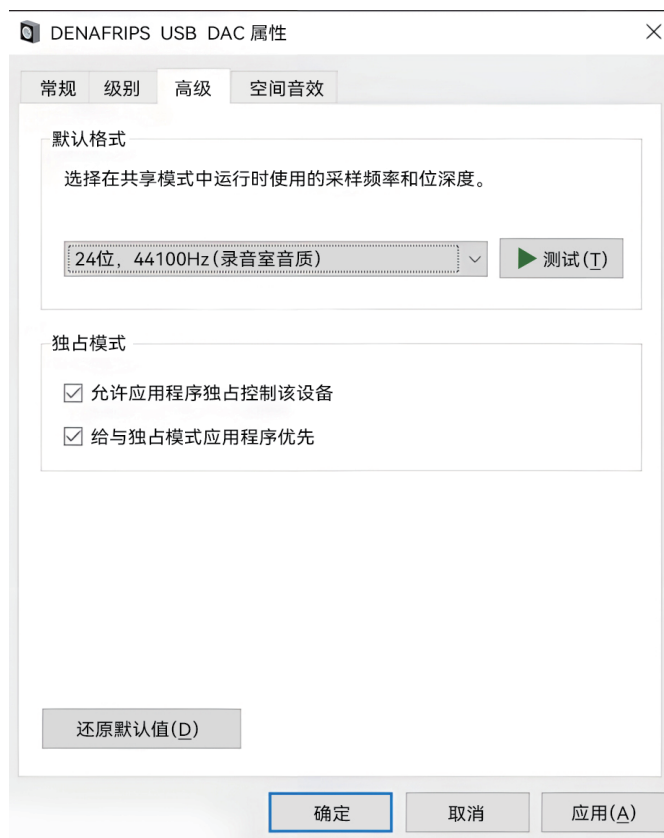 DENAFRIPS USB DAC 属性
常规 级别 高级 空间音效
默认格式
选择在共享模式中运行时使用的采样频率和位深度。
24位，44100Hz(录音室音质)
测试(T)
独占模式
允许应用程序独占控制该设备
给与独占模式应用程序优先
还原默认值(D)
确定 取消 应用(A)